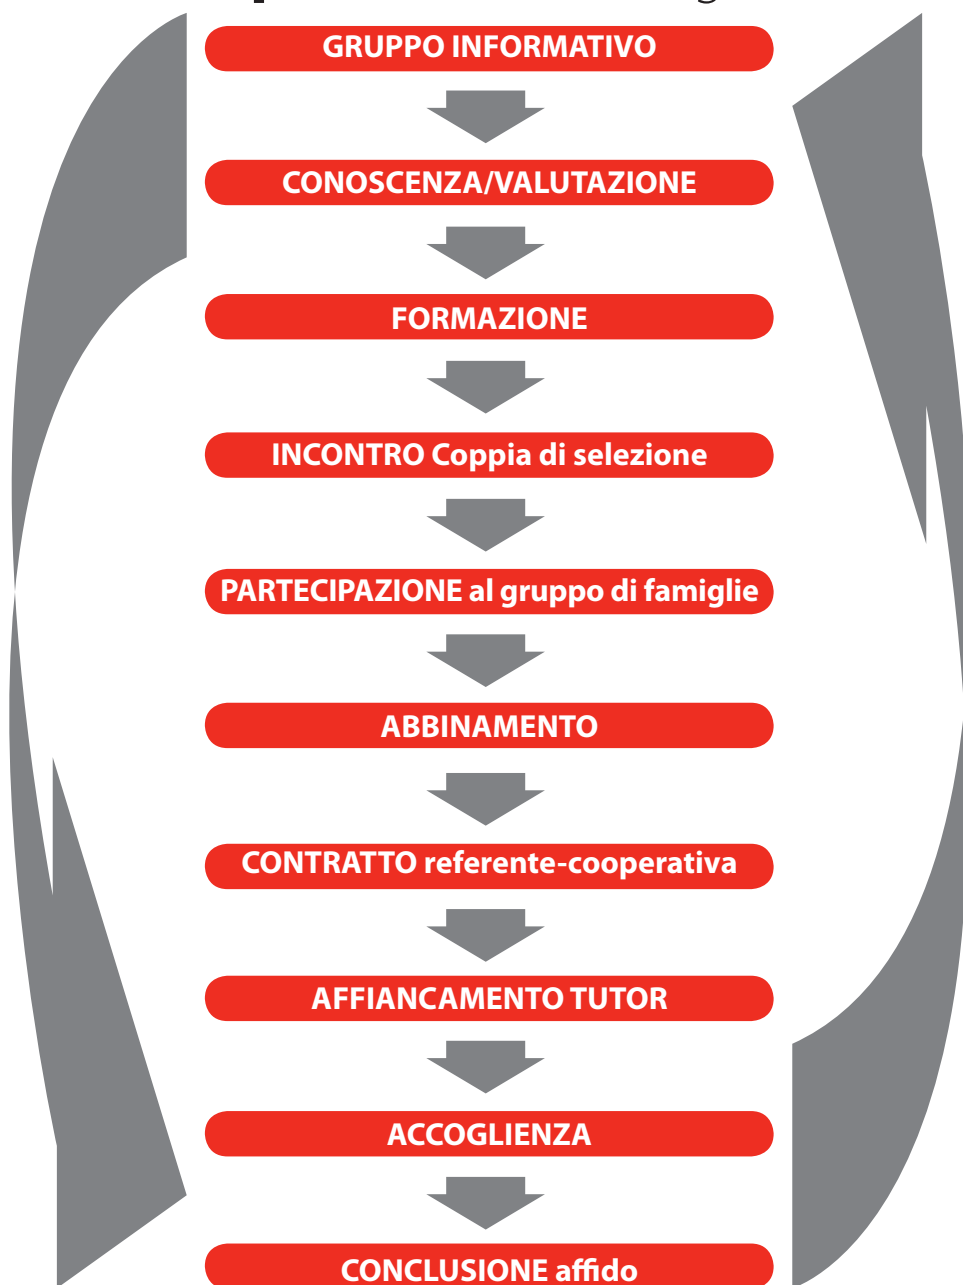 GRUPPO INFORMATIVO
CONOSCENZA/VALUTAZIONE
FORMAZIONE
INCONTRO Coppia di selezione
PARTECIPAZIONE al gruppo di famiglie
ABBINAMENTO
CONTRATTO referente-cooperativa
AFFIANCAMENTO TUTOR
ACCOGLIENZA
CONCLUSIONE affido